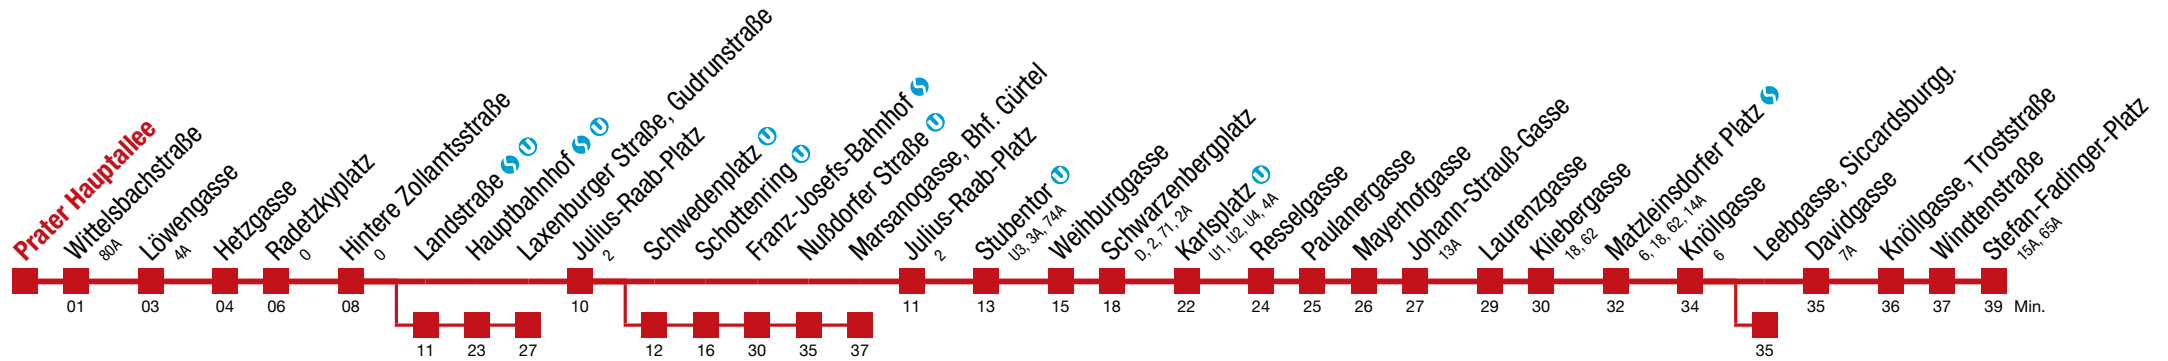 Prater Hauptallee
Wittelsbachstraße
80A
Löwengasse
4A
Hetzgasse
Radetzkyplatz
O
Hintere Zollamtsstraße
O
Landstraße S U
Hauptbahnhof S U
Laxenburger Straße, Gudrunstraße
Julius-Raab-Platz
2
Schwedenplatz U
Schottenring U
Franz-Josefs-Bahnhof S
Nußdorfer Straße U
Marsanogasse, Bhf. Gürtel
Julius-Raab-Platz
2
Stubentor U
U3, 3A, 74A
Weihburggasse
Schwarzenbergplatz
D, 2, 71, 2A
Karlsplatz U
U1, U2, U4, 4A
Resselgasse
Paulanergasse
Mayerhofgasse
Johann-Strauß-Gasse
13A
Laurenzgasse
Kliebergasse
18, 62
Matzleinsdorfer Platz S
6, 18, 62, 14A
Knöllgasse
6
Leebgasse, Siccardsburgg.
Davidgasse
7A
Knöllgasse, Troststraße
Windtenstraße
Stefan-Fadinger-Platz
15A, 65A
01 03 04 06 08 10 11 13 15 18 22 24 25 26 27 29 30 32 34 35 36 37 39 Min.
11 23 27 12 16 30 35 37 35